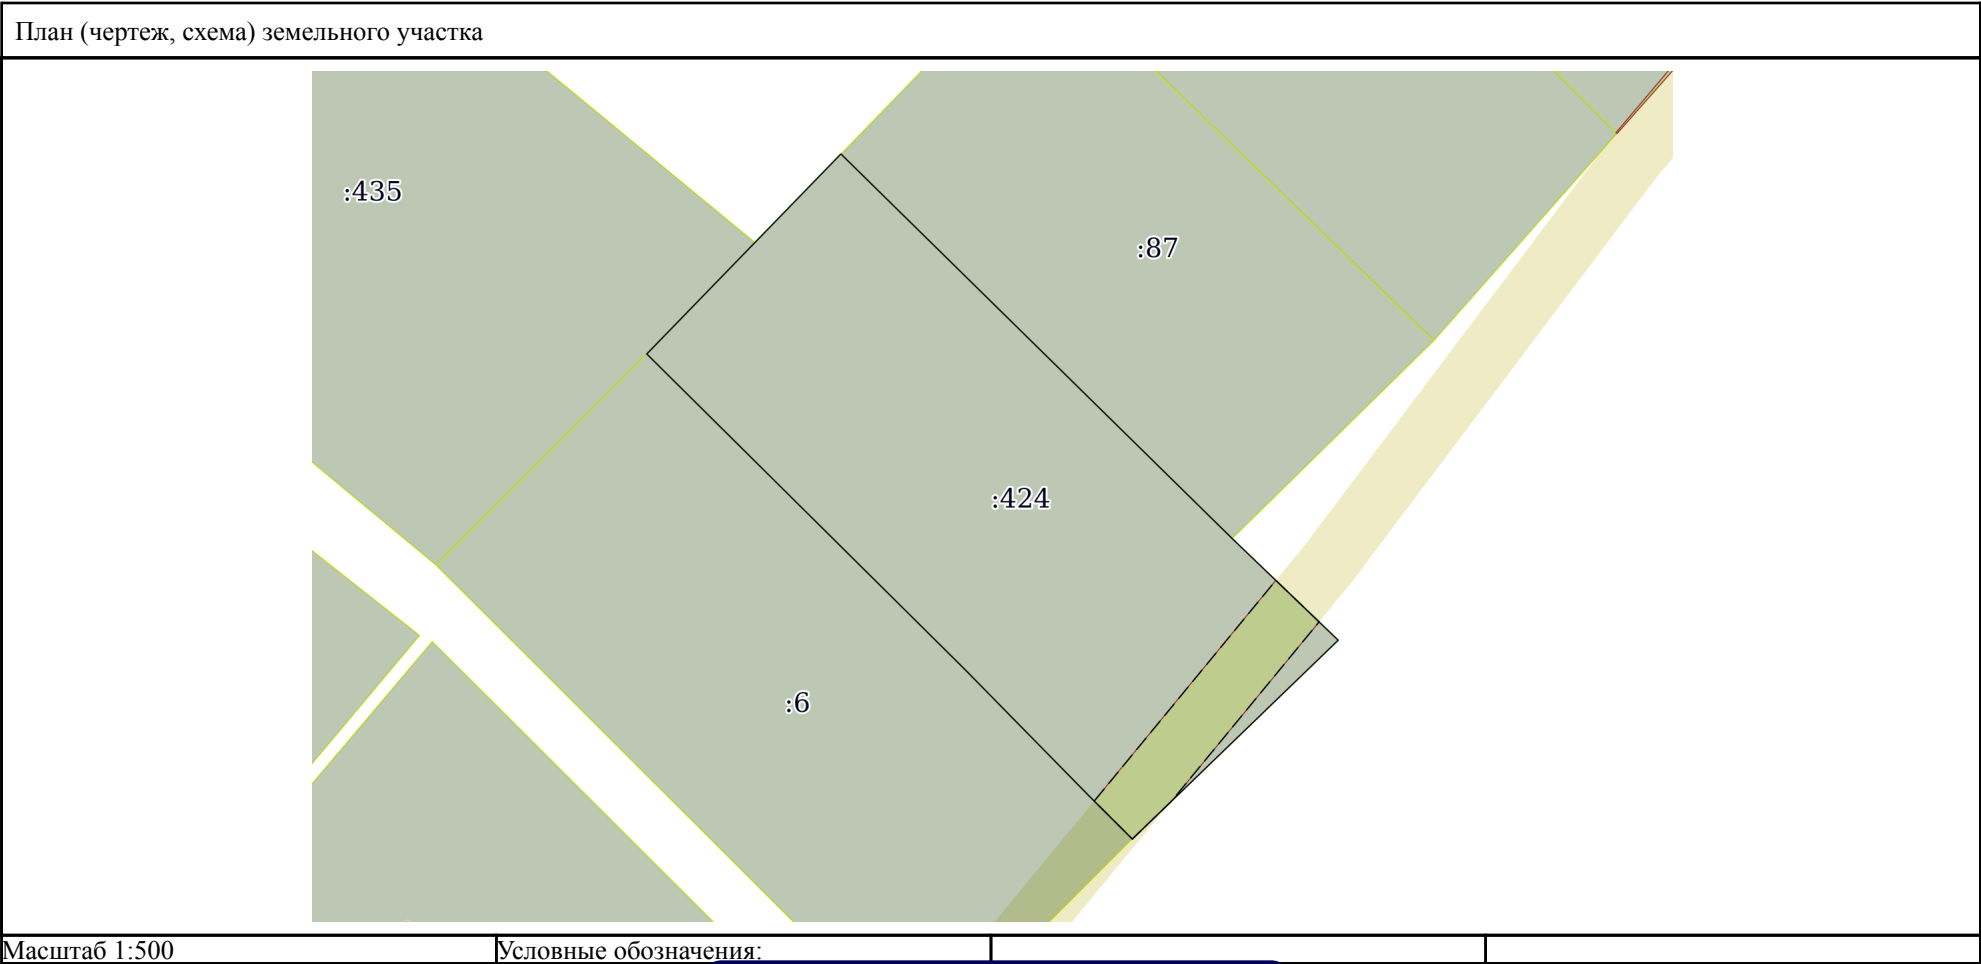 План (чертеж, схема) земельного участка
:435
:87
:424
:6
Масштаб 1:500
Условные обозначения: